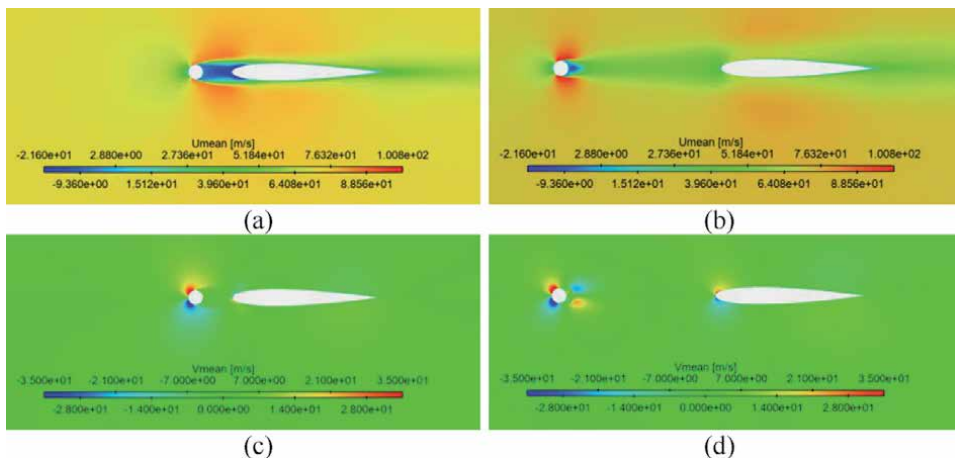 Umean [m/s]
-2.160e+01 2.880e+00 2.736e+01 5.184e+01 7.632e+01 1.008e+02
-9.360e+00 1.512e+01 3.960e+01 6.408e+01 8.856e+01
(a)
Umean [m/s]
-2.160e+01 2.880e+00 2.736e+01 5.184e+01 7.632e+01 1.008e+02
-9.360e+00 1.512e+01 3.960e+01 6.408e+01 8.856e+01
(b)
Vmean [m/s]
-3.500e+01 -2.100e+01 -7.000e+00 7.000e+00 2.100e+01 3.500e+01
-2.800e+01 -1.400e+01 0.000e+00 1.400e+01 2.800e+01
(c)
Vmean [m/s]
-3.500e+01 -2.100e+01 -7.000e+00 7.000e+00 2.100e+01 3.500e+01
-2.800e+01 -1.400e+01 0.000e+00 1.400e+01 2.800e+01
(d)